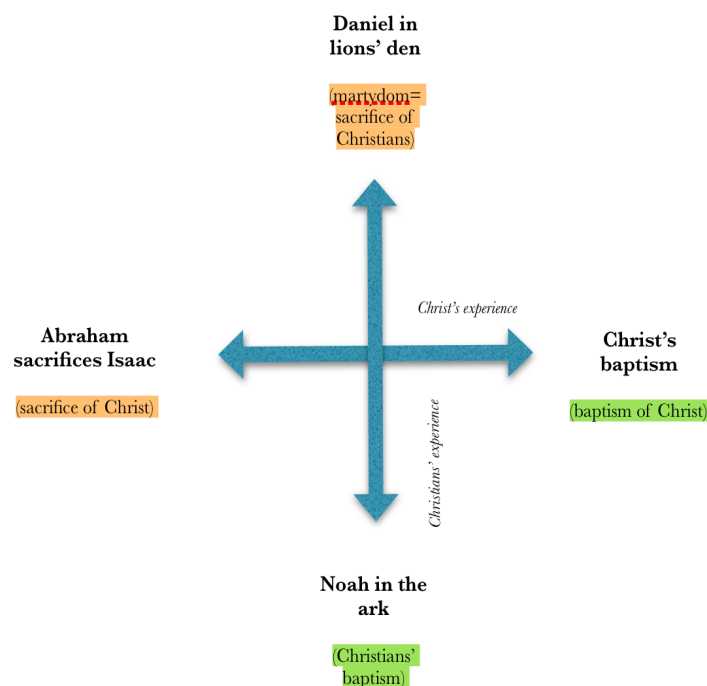 Daniel in
lions’ den
(martydom=
sacrifice of
Christians)
Christ’s experience
Abraham
sacrifices Isaac
(sacrifice of Christ)
Christ’s
baptism
(baptism of Christ)
Christians’ experience
Noah in the
ark
(Christians’
baptism)